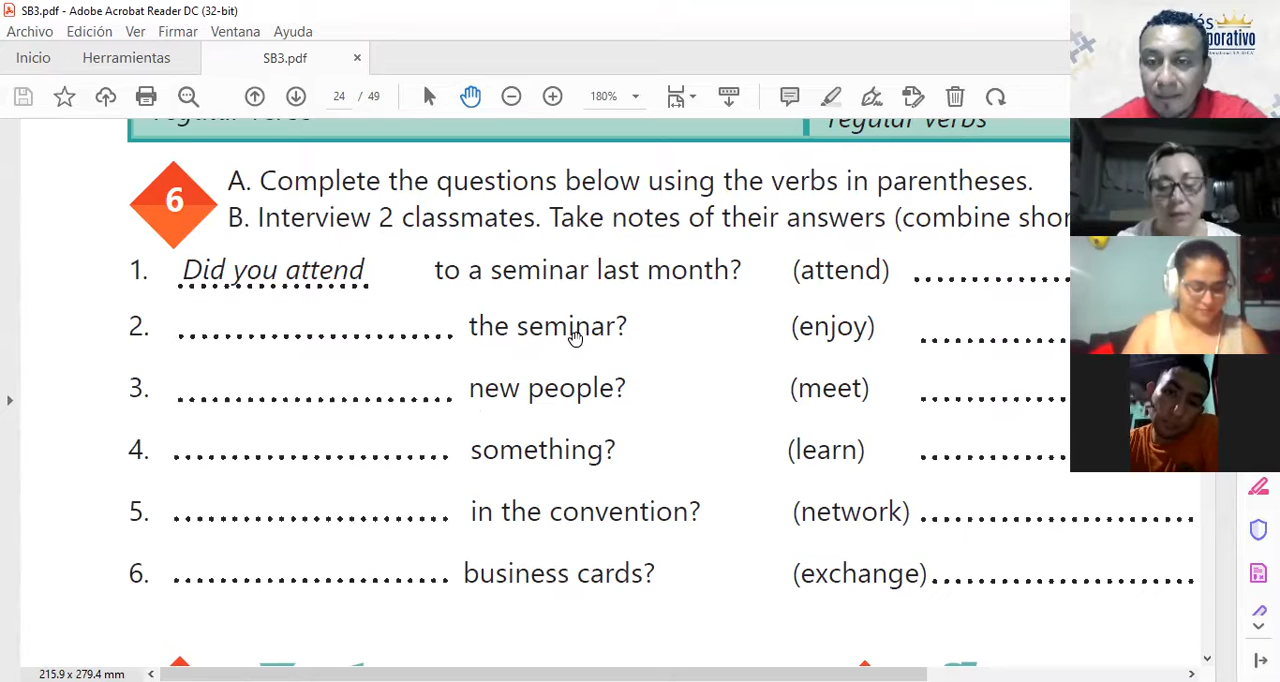 SB3.pdf - Adobe Acrobat Reader DC (32-bit)
Archivo Edición Ver Firmar Ventana Ayuda
Inicio Herramientas SB3.pdf ×
24 / 49 180%
regular verbs regular verbs
6 A. Complete the questions below using the verbs in parentheses.
B. Interview 2 classmates. Take notes of their answers (combine shor
1. Did you attend to a seminar last month? (attend)
2. the seminar? (enjoy)
3. new people? (meet)
4. something? (learn)
5. in the convention? (network)
6. business cards? (exchange)
215.9 x 279.4 mm